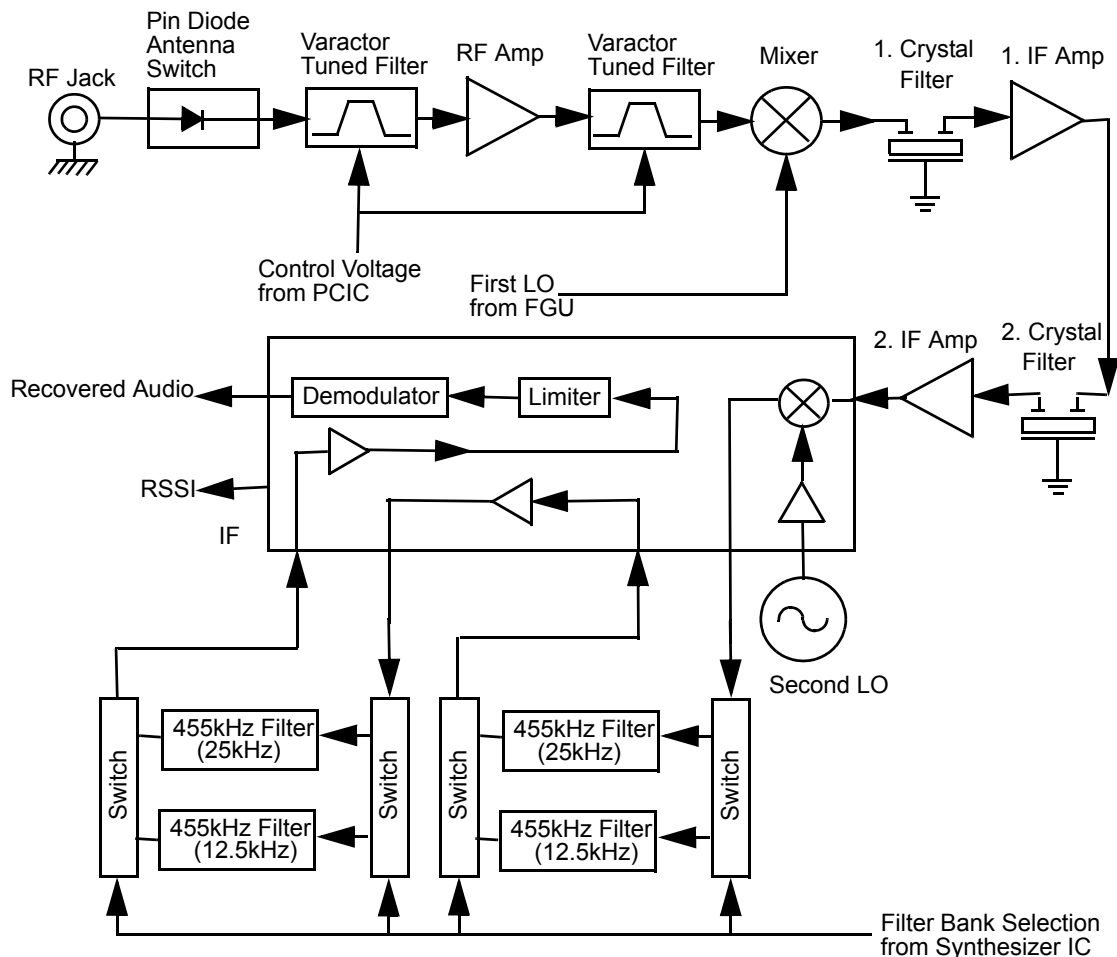 Pin Diode
Antenna
Switch
RF Jack
Varactor
Tuned Filter
RF Amp
Varactor
Tuned Filter
Mixer
1. Crystal
Filter
1. IF Amp
Control Voltage
from PCIC
First LO
from FGU
2. IF Amp
2. Crystal
Filter
Recovered Audio
Demodulator
Limiter
RSSI
IF
Second LO
Switch
455kHz Filter
(25kHz)
455kHz Filter
(12.5kHz)
Switch
Switch
455kHz Filter
(25kHz)
455kHz Filter
(12.5kHz)
Switch
Filter Bank Selection
from Synthesizer IC